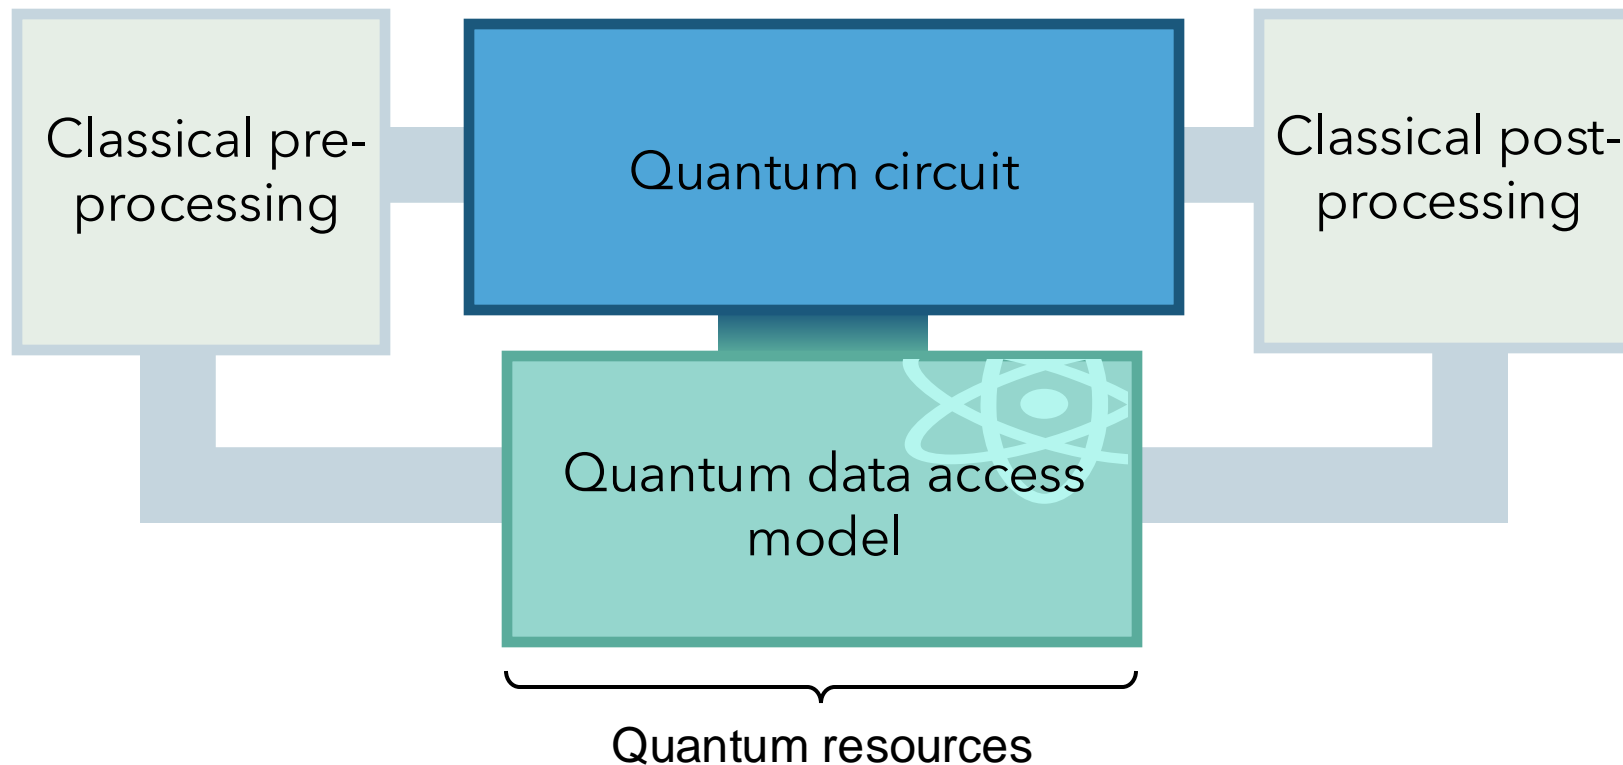 Classical pre-
processing
Quantum circuit
Classical post-
processing
Quantum data access
model
Quantum resources